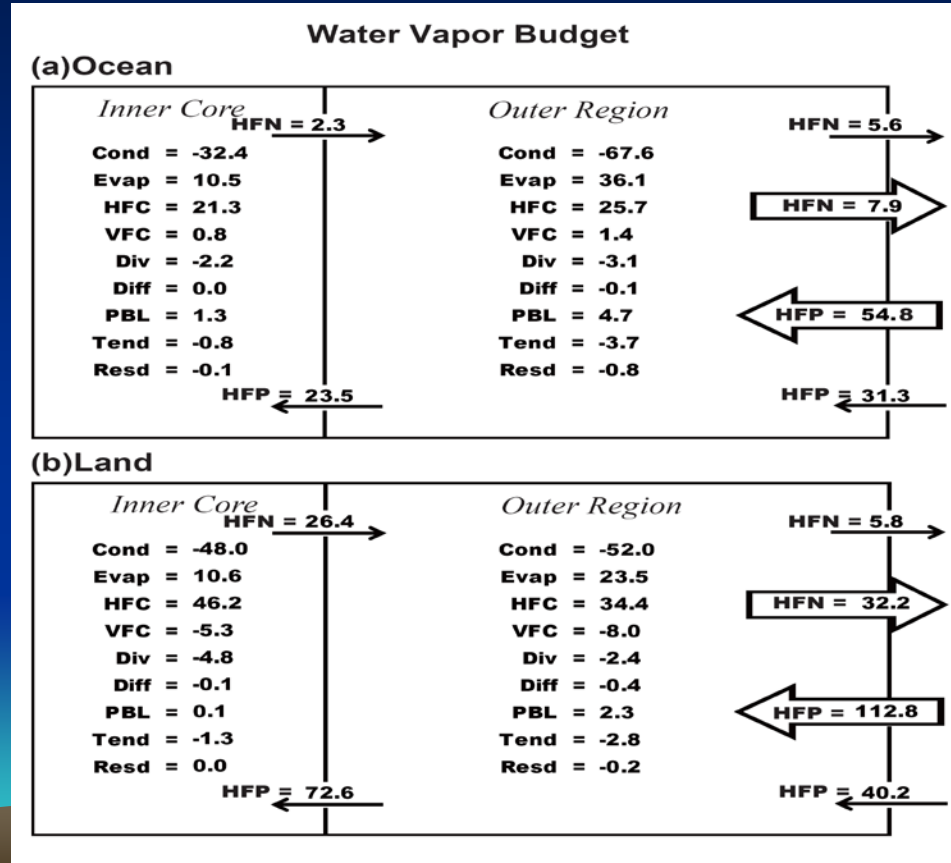 Water Vapor Budget
(a)Ocean
Inner Core
HFN = 2.3
Cond = -32.4
Evap = 10.5
HFC = 21.3
VFC = 0.8
Div = -2.2
Diff = 0.0
PBL = 1.3
Tend = -0.8
Resd = -0.1
HFP = 23.5
Outer Region
HFN = 5.6
Cond = -67.6
Evap = 36.1
HFC = 25.7
VFC = 1.4
Div = -3.1
Diff = -0.1
PBL = 4.7
Tend = -3.7
Resd = -0.8
HFN = 7.9
HFP = 54.8
HFP = 31.3
(b)Land
Inner Core
HFN = 26.4
Cond = -48.0
Evap = 10.6
HFC = 46.2
VFC = -5.3
Div = -4.8
Diff = -0.1
PBL = 0.1
Tend = -1.3
Resd = 0.0
HFP = 72.6
Outer Region
HFN = 5.8
Cond = -52.0
Evap = 23.5
HFC = 34.4
VFC = -8.0
Div = -2.4
Diff = -0.4
PBL = 2.3
Tend = -2.8
Resd = -0.2
HFN = 32.2
HFP = 112.8
HFP = 40.2